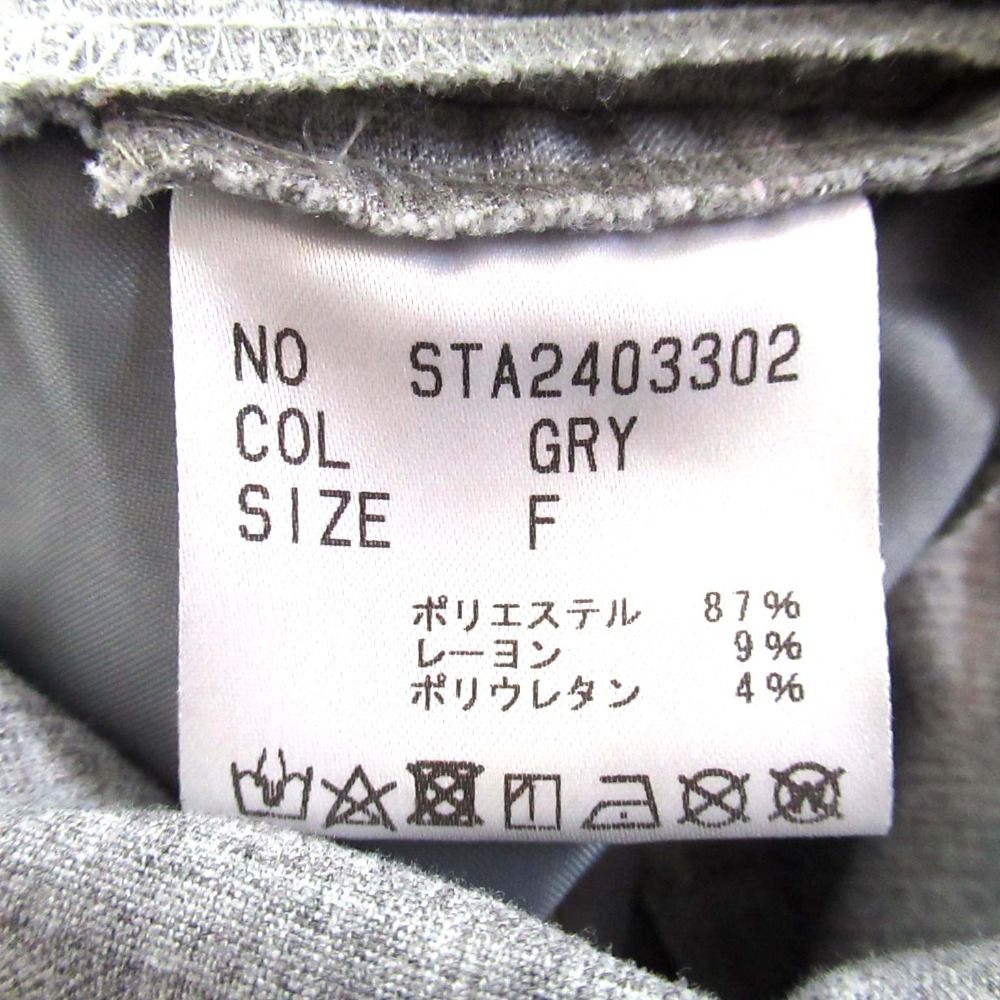 NO STA2403302
COL GRY
SIZE F
ポリエステル 87%
レーヨン 9%
ポリウレタン 4%